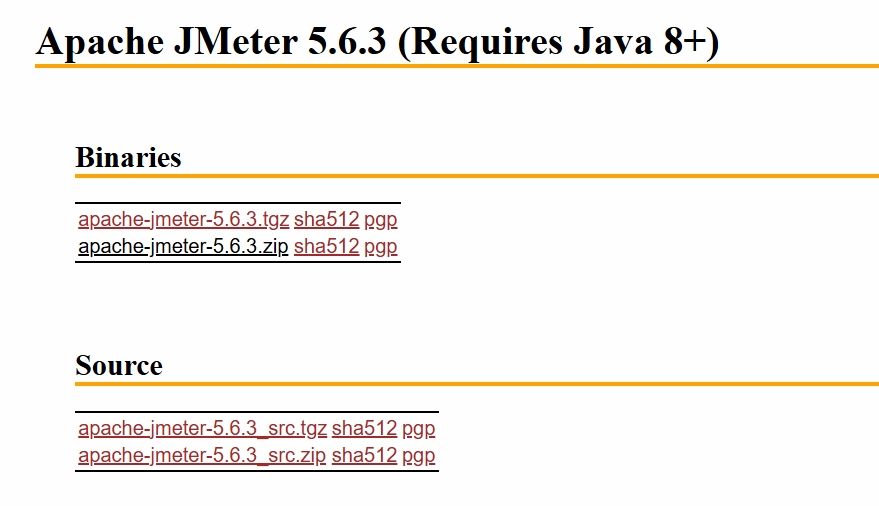 Apache JMeter 5.6.3 (Requires Java 8+)
Binaries
apache-jmeter-5.6.3.tgz sha512 pgp
apache-jmeter-5.6.3.zip sha512 pgp
Source
apache-jmeter-5.6.3_src.tgz sha512 pgp
apache-jmeter-5.6.3_src.zip sha512 pgp